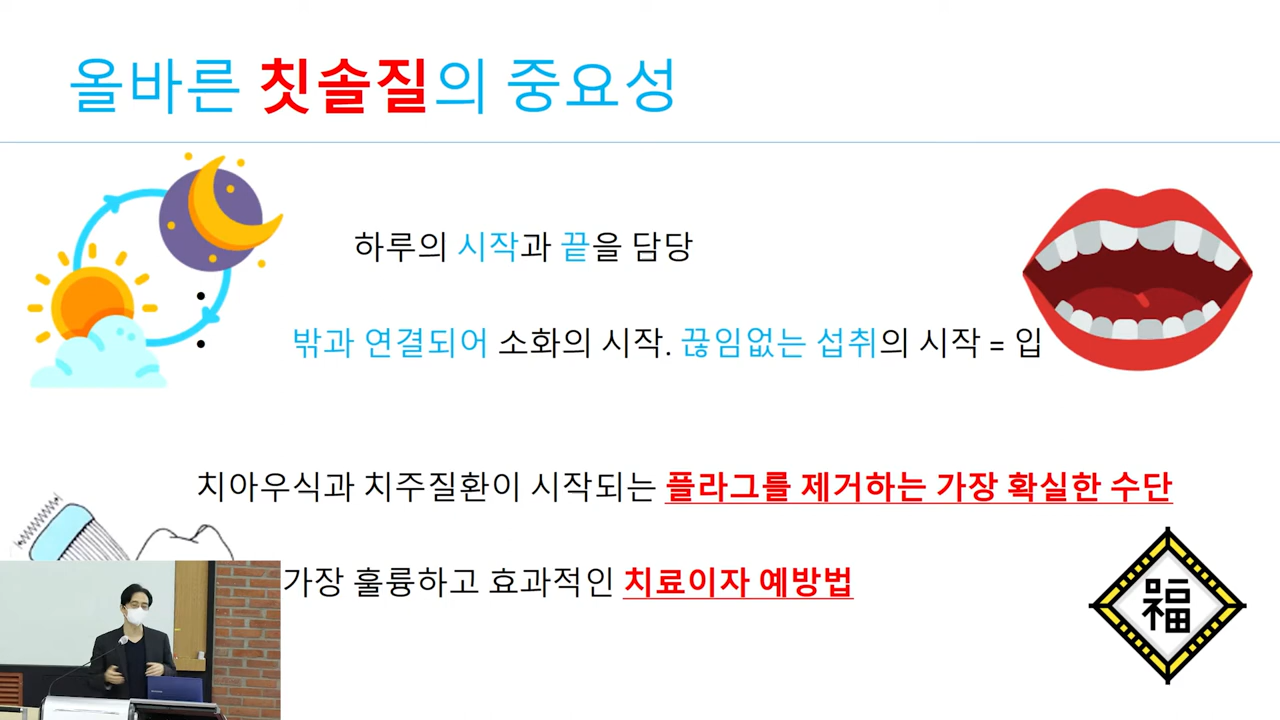 올바른 칫솔질의 중요성
하루의 시작과 끝을 담당
밖과 연결되어 소화의 시작. 끊임없는 섭취의 시작 = 입
치아우식과 치주질환이 시작되는 플라그를 제거하는 가장 확실한 수단
가장 훌륭하고 효과적인 치료이자 예방법
福